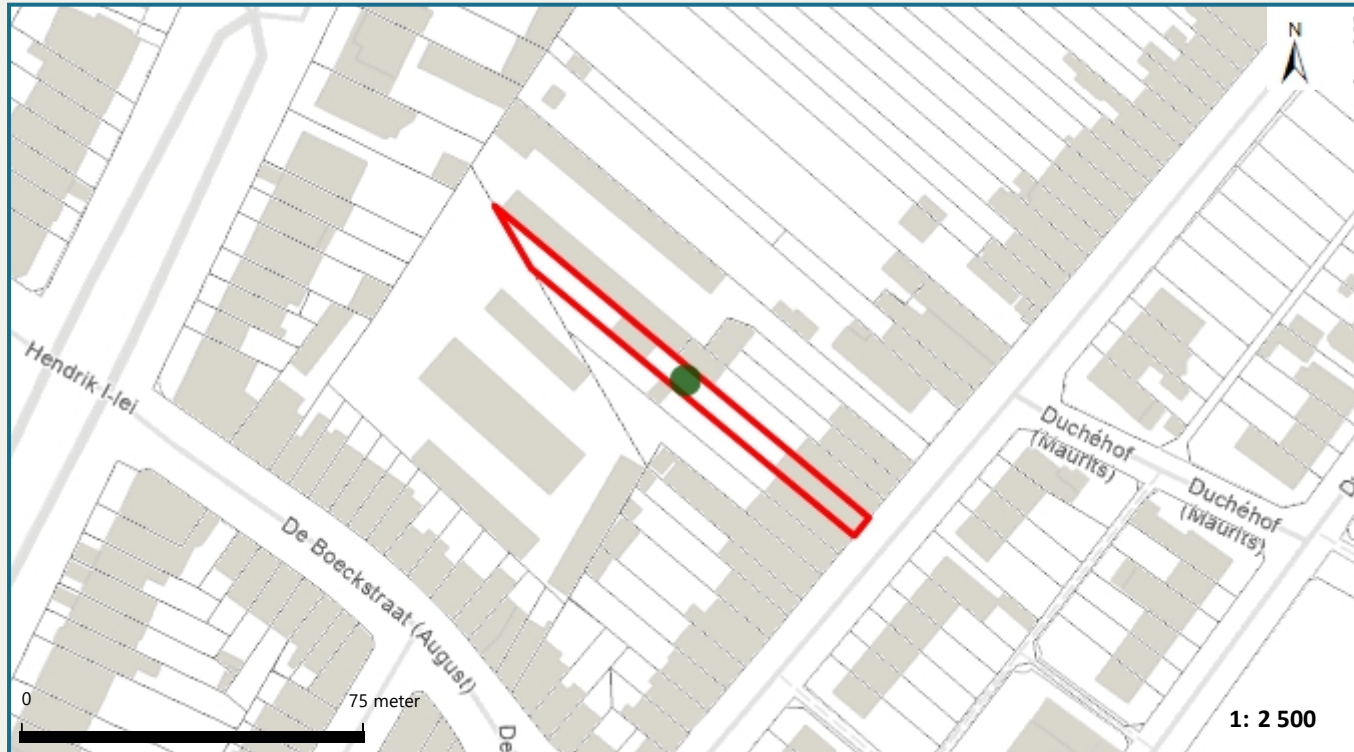 N
Hendrik I-lei
Duchéhof
(Maurits)
Duchéhof
(Maurits)
De Boeckstraat (August)
De
0
75 meter
1: 2 500